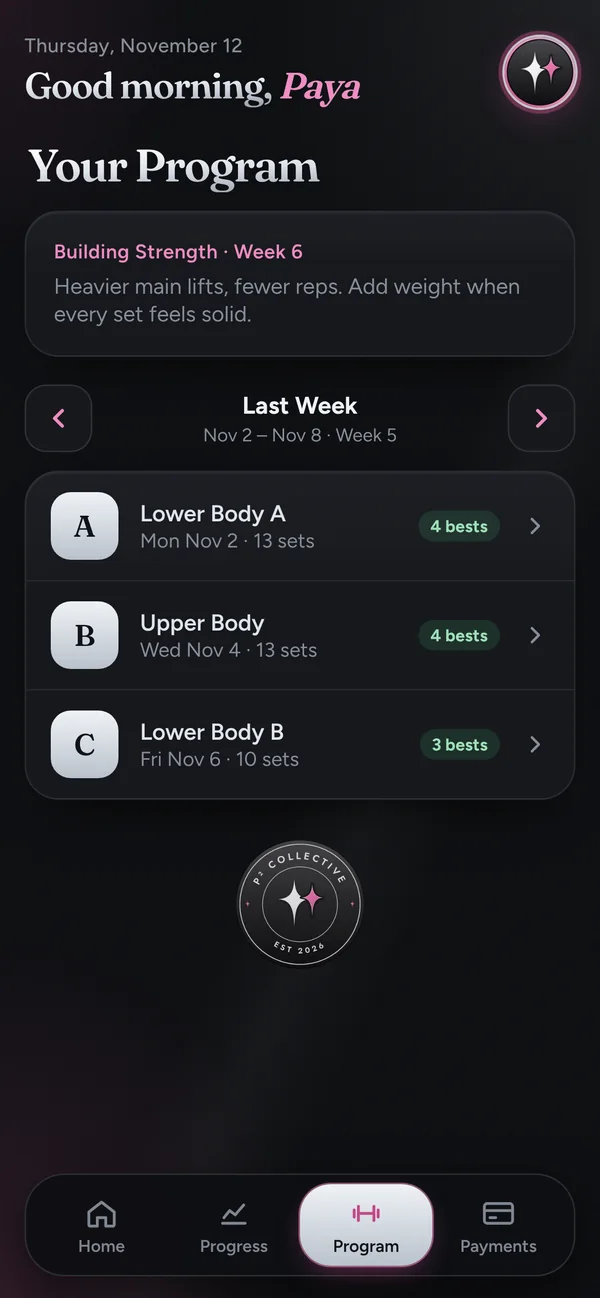 Thursday, November 12
Good morning, Paya
Your Program
Building Strength · Week 6
Heavier main lifts, fewer reps. Add weight when
every set feels solid.
Last Week
Nov 2 – Nov 8 · Week 5
A
Lower Body A
Mon Nov 2 · 13 sets
4 bests
B
Upper Body
Wed Nov 4 · 13 sets
4 bests
C
Lower Body B
Fri Nov 6 · 10 sets
3 bests
P² COLLECTIVE
EST 2026
Home
Progress
Program
Payments